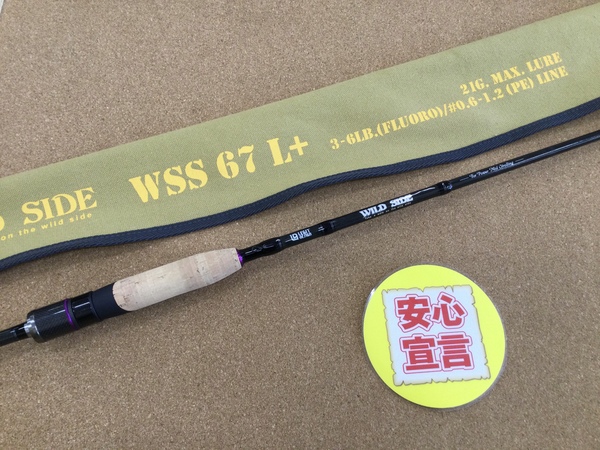 21G. MAX. LURE
WSS 67 L+
3-6LB.(FLUORO)/#0.6-1.2 (PE) LINE
SIDE
on the wild side
WILD SIDE
安心
宣言